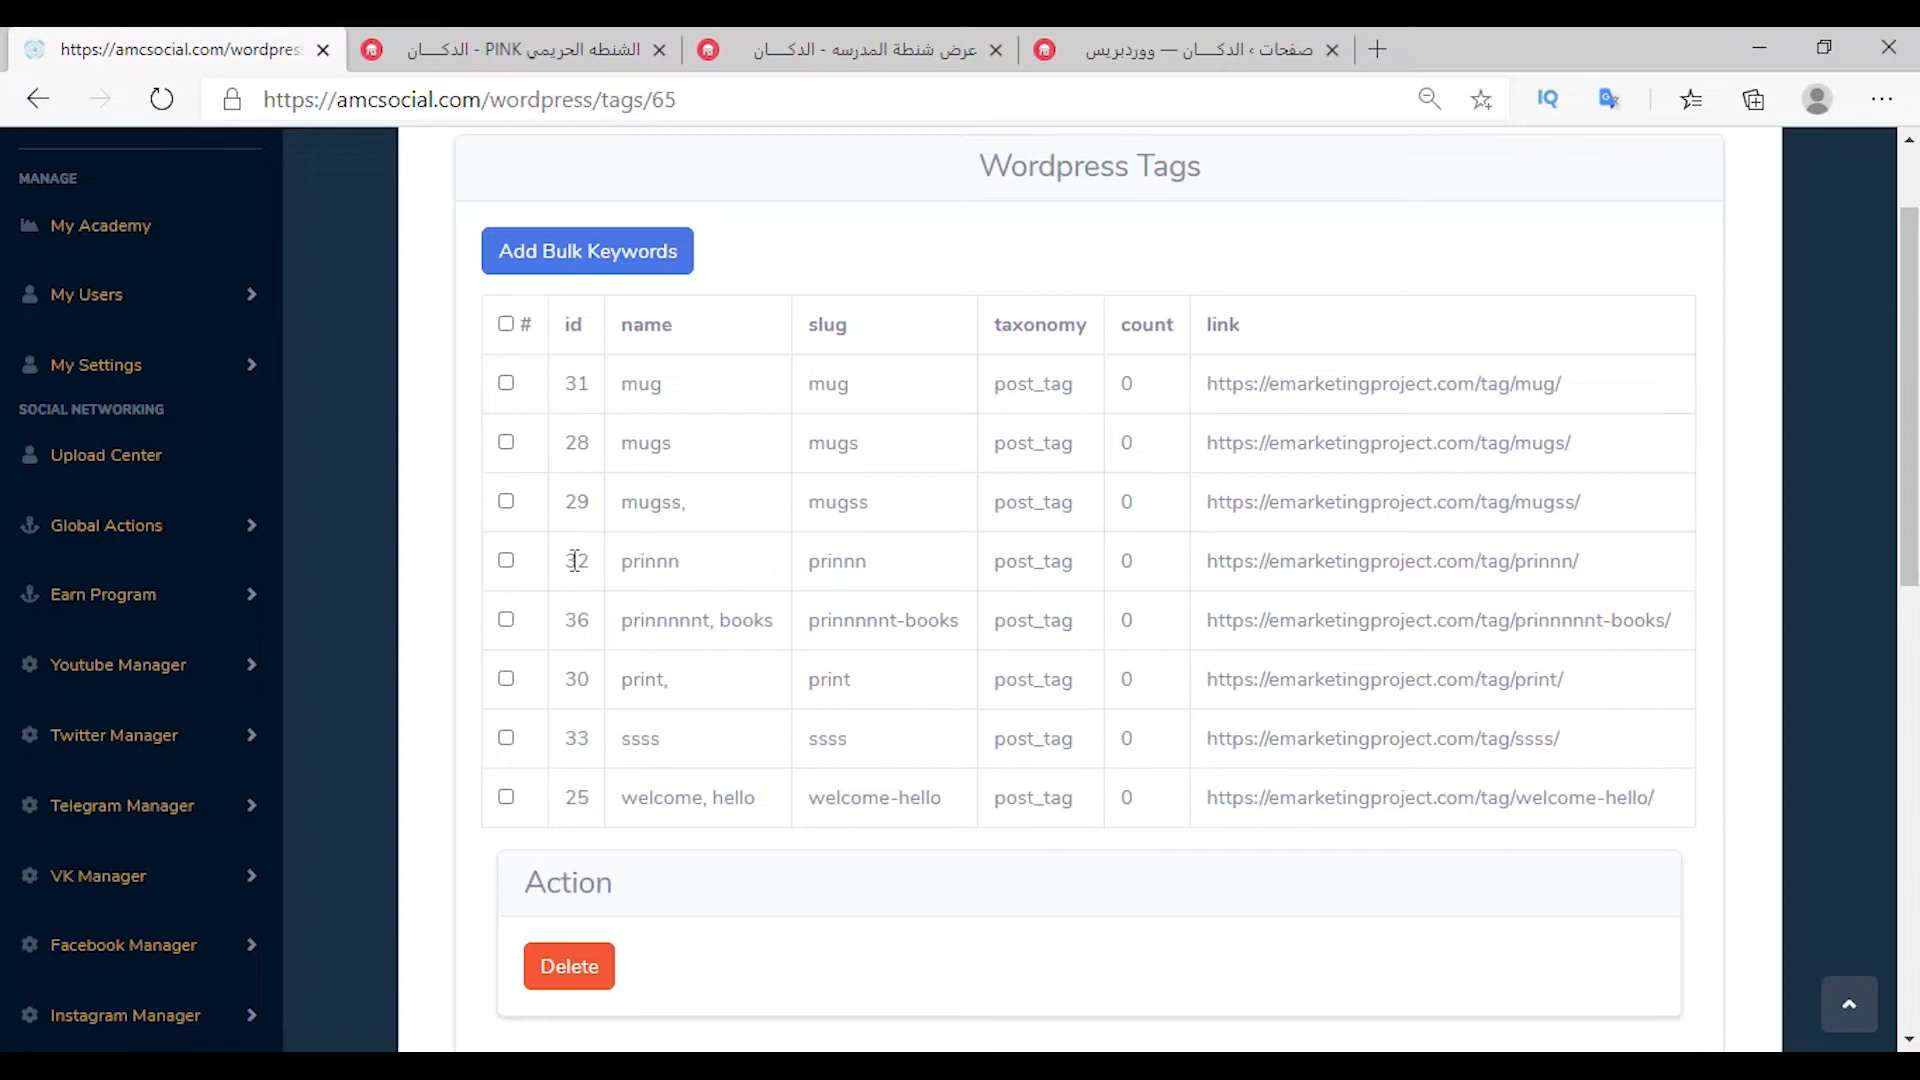 https://amcsocial.com/wordpres
الشنطه الحريمي PINK - الدكـــــان
عرض شنطة المدرسه - الدكـــــان
صفحات › الدكـــــان — ووردبريس
https://amcsocial.com/wordpress/tags/65
IQ
MANAGE
My Academy
My Users
My Settings
SOCIAL NETWORKING
Upload Center
Global Actions
Earn Program
Youtube Manager
Twitter Manager
Telegram Manager
VK Manager
Facebook Manager
Instagram Manager
Wordpress Tags
Add Bulk Keywords
# id name slug taxonomy count link
31 mug mug post_tag 0 https://emarketingproject.com/tag/mug/
28 mugs mugs post_tag 0 https://emarketingproject.com/tag/mugs/
29 mugss, mugss post_tag 0 https://emarketingproject.com/tag/mugss/
32 prinnn prinnn post_tag 0 https://emarketingproject.com/tag/prinnn/
36 prinnnnnt, books prinnnnnt-books post_tag 0 https://emarketingproject.com/tag/prinnnnnt-books/
30 print, print post_tag 0 https://emarketingproject.com/tag/print/
33 ssss ssss post_tag 0 https://emarketingproject.com/tag/ssss/
25 welcome, hello welcome-hello post_tag 0 https://emarketingproject.com/tag/welcome-hello/
Action
Delete